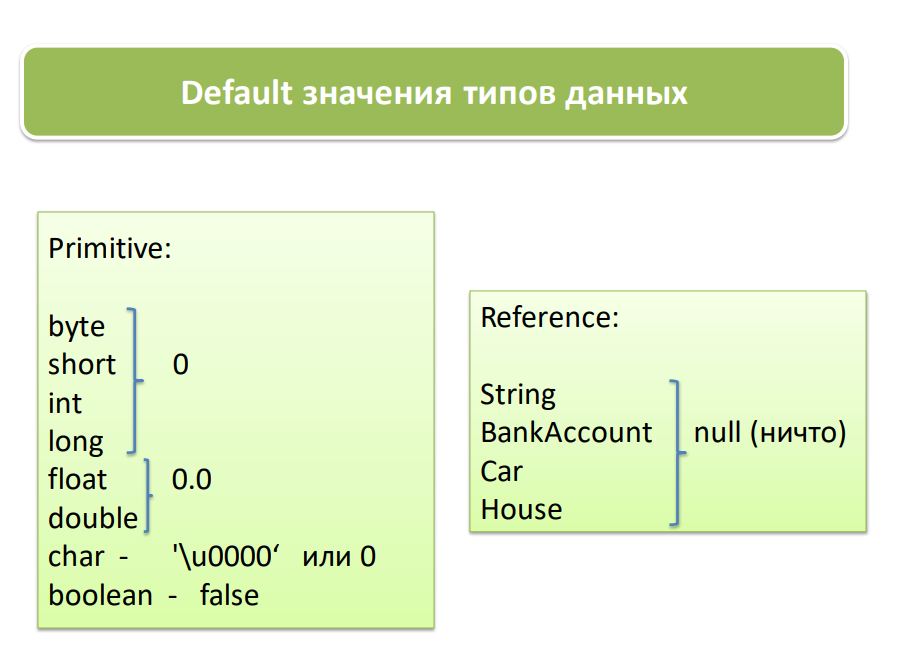 Default значения типов данных
Primitive:
byte
short 0
int
long
float 0.0
double
char - '\u0000‘ или 0
boolean - false
Reference:
String
BankAccount null (ничто)
Car
House